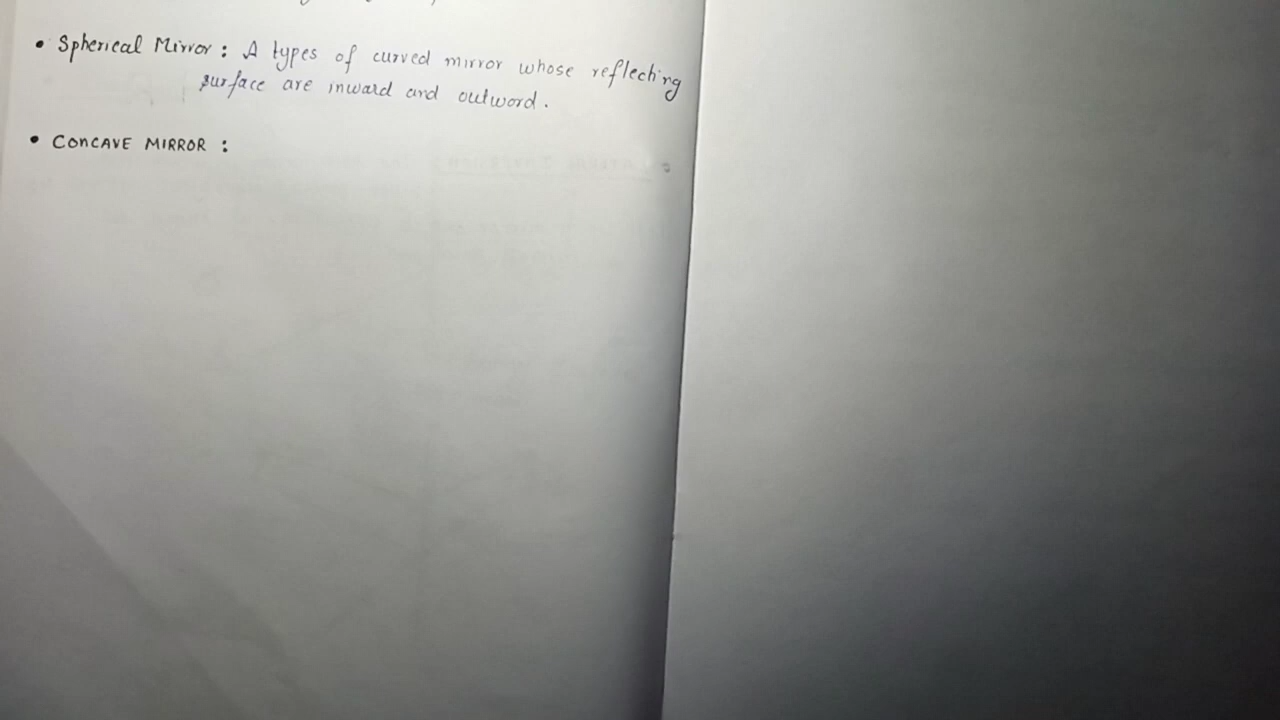 • Spherical Mirror : A types of curved mirror whose reflecting
surface are inward and outword.
• CONCAVE MIRROR :